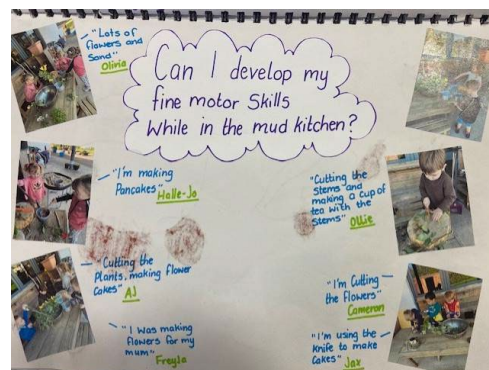 "Lots of
flowers and
Sand"
Olivia
Can I develop my
fine motor Skills
While in the mud kitchen?
"I'm making
Pancakes"
Halle-Jo
"Cutting the
Stems and
making a cup of
tea with the
Stems"
Ollie
"Cutting the
Plants, making flower
Cakes"
AJ
"I'm Cutting
the flowers"
Cameron
"I was making
flowers for my
mum"
Freyja
"I'm using the
knife to make
Cakes"
Jax